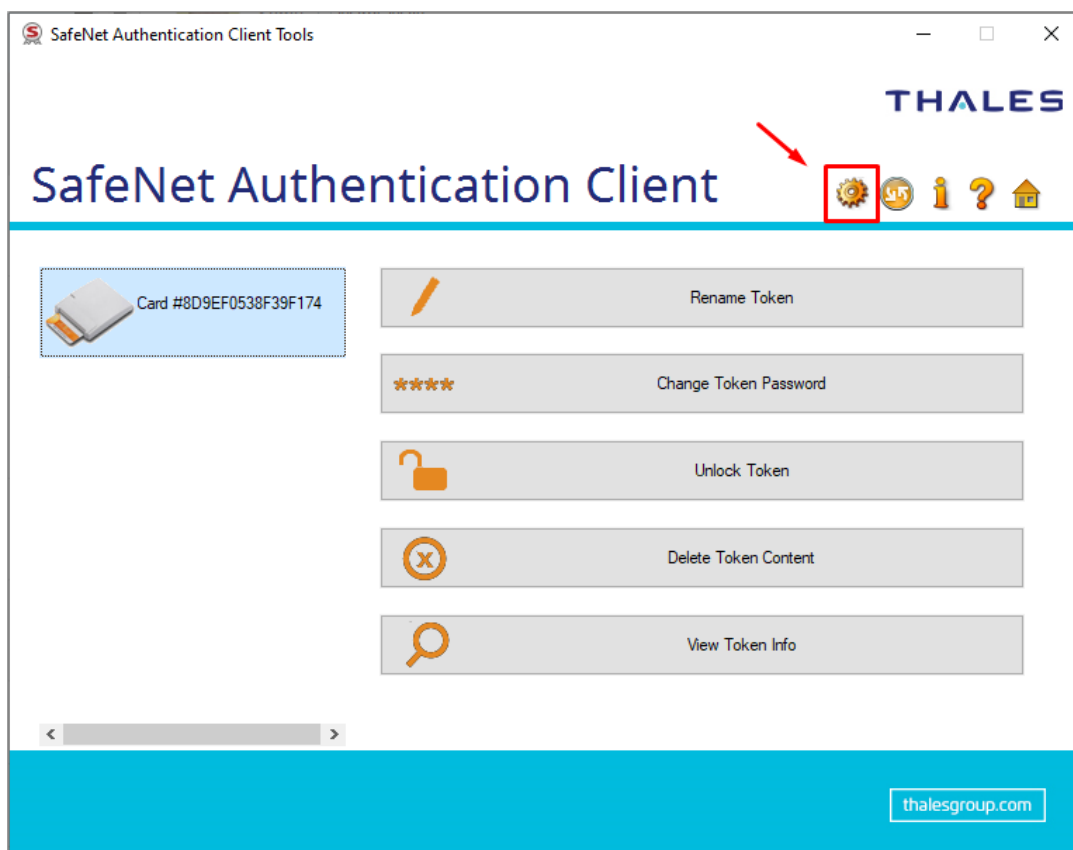 SafeNet Authentication Client Tools
THALES
SafeNet Authentication Client
Card #8D9EF0538F39F174
Rename Token
**** Change Token Password
Unlock Token
Delete Token Content
View Token Info
thalesgroup.com